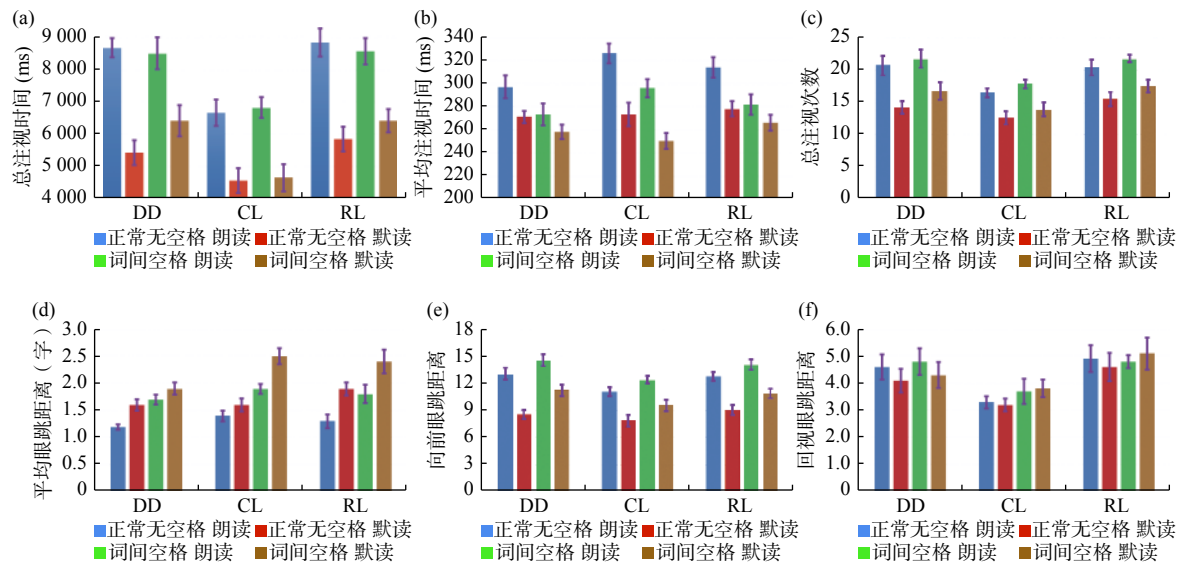 (a)
总注视时间 (ms)
9 000
8 000
7 000
6 000
5 000
4 000
DD CL RL
正常无空格 朗读 正常无空格 默读
词间空格 朗读 词间空格 默读
(b)
平均注视时间 (ms)
340
320
300
280
260
240
220
200
DD CL RL
正常无空格 朗读 正常无空格 默读
词间空格 朗读 词间空格 默读
(c)
总注视次数
25
20
15
10
5
0
DD CL RL
正常无空格 朗读 正常无空格 默读
词间空格 朗读 词间空格 默读
(d)
平均眼跳距离（字）
3.0
2.5
2.0
1.5
1.0
0.5
0
DD CL RL
正常无空格 朗读 正常无空格 默读
词间空格 朗读 词间空格 默读
(e)
向前眼跳距离
18
15
12
9
6
3
0
DD CL RL
正常无空格 朗读 正常无空格 默读
词间空格 朗读 词间空格 默读
(f)
回视眼跳距离
6.0
5.0
4.0
3.0
2.0
1.0
0.0
DD CL RL
正常无空格 朗读 正常无空格 默读
词间空格 朗读 词间空格 默读